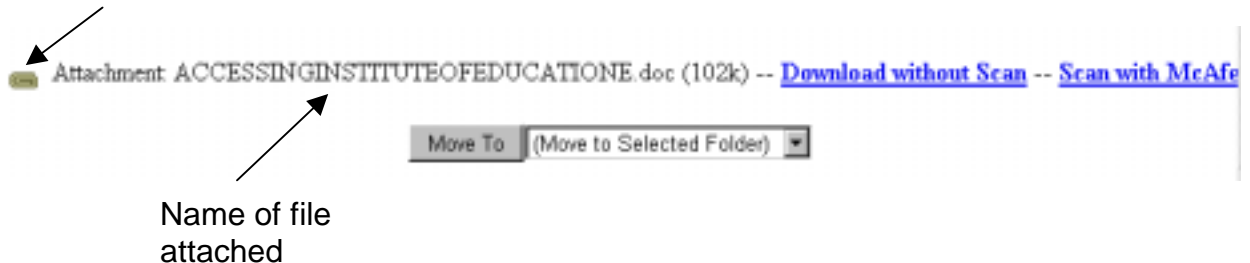 Attachment: ACCESSINGINSTITUTEOFEDUCATIONE.doc (102k) -- Download without Scan -- Scan with McAfe
Move To (Move to Selected Folder)
Name of file
attached